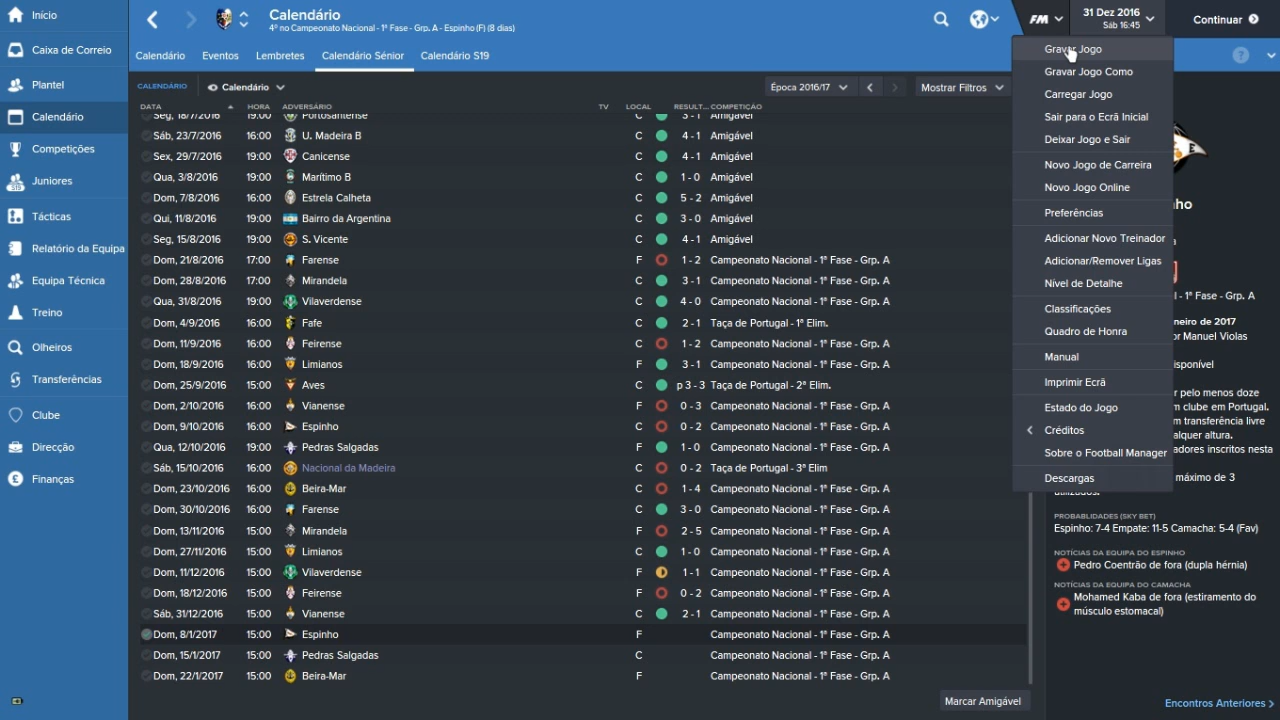 Início
Caixa de Correio
Plantel
Calendário
Competições
Juniores
Tácticas
Relatório da Equipa
Equipa Técnica
Treino
Olheiros
Transferências
Clube
Direcção
Finanças
Calendário
4º no Campeonato Nacional - 1ª Fase - Grp. A - Espinho (F) (8 dias)
FM
31 Dez 2016
Sáb 16:45
Continuar
Calendário Eventos Lembretes Calendário Sénior Calendário S19
CALENDÁRIO Calendário Época 2016/17 Mostrar Filtros
DATA HORA ADVERSÁRIO TV LOCAL RESULT... COMPETIÇÃO
Seg, 18/7/2016 19:00 Portosantense C 3 - 1 Amigável
Sáb, 23/7/2016 16:00 U. Madeira B C 4 - 1 Amigável
Sex, 29/7/2016 19:00 Canicense C 4 - 1 Amigável
Qua, 3/8/2016 19:00 Marítimo B C 1 - 0 Amigável
Dom, 7/8/2016 16:00 Estrela Calheta C 5 - 2 Amigável
Qui, 11/8/2016 19:00 Bairro da Argentina C 3 - 0 Amigável
Seg, 15/8/2016 19:00 S. Vicente C 4 - 1 Amigável
Dom, 21/8/2016 17:00 Farense F 1 - 2 Campeonato Nacional - 1ª Fase - Grp. A
Dom, 28/8/2016 17:00 Mirandela C 3 - 1 Campeonato Nacional - 1ª Fase - Grp. A
Qua, 31/8/2016 19:00 Vilaverdense C 4 - 0 Campeonato Nacional - 1ª Fase - Grp. A
Dom, 4/9/2016 16:00 Fafe C 2 - 1 Taça de Portugal - 1ª Elim.
Dom, 11/9/2016 16:00 Feirense C 1 - 2 Campeonato Nacional - 1ª Fase - Grp. A
Dom, 18/9/2016 16:00 Limianos F 3 - 1 Campeonato Nacional - 1ª Fase - Grp. A
Dom, 25/9/2016 15:00 Aves C p 3 - 3 Taça de Portugal - 2ª Elim.
Dom, 2/10/2016 16:00 Vianense F 0 - 3 Campeonato Nacional - 1ª Fase - Grp. A
Dom, 9/10/2016 16:00 Espinho C 0 - 2 Campeonato Nacional - 1ª Fase - Grp. A
Qua, 12/10/2016 19:00 Pedras Salgadas F 1 - 0 Campeonato Nacional - 1ª Fase - Grp. A
Sáb, 15/10/2016 16:00 Nacional da Madeira C 0 - 2 Taça de Portugal - 3ª Elim
Dom, 23/10/2016 16:00 Beira-Mar C 1 - 4 Campeonato Nacional - 1ª Fase - Grp. A
Dom, 30/10/2016 16:00 Farense C 3 - 0 Campeonato Nacional - 1ª Fase - Grp. A
Dom, 13/11/2016 15:00 Mirandela F 2 - 5 Campeonato Nacional - 1ª Fase - Grp. A
Dom, 27/11/2016 15:00 Limianos C 1 - 0 Campeonato Nacional - 1ª Fase - Grp. A
Dom, 11/12/2016 15:00 Vilaverdense F 1 - 1 Campeonato Nacional - 1ª Fase - Grp. A
Dom, 18/12/2016 15:00 Feirense F 0 - 2 Campeonato Nacional - 1ª Fase - Grp. A
Sáb, 31/12/2016 15:00 Vianense C 2 - 1 Campeonato Nacional - 1ª Fase - Grp. A
Dom, 8/1/2017 15:00 Espinho F Campeonato Nacional - 1ª Fase - Grp. A
Dom, 15/1/2017 15:00 Pedras Salgadas C Campeonato Nacional - 1ª Fase - Grp. A
Dom, 22/1/2017 15:00 Beira-Mar F Campeonato Nacional - 1ª Fase - Grp. A
Marcar Amigável
Gravar Jogo
Gravar Jogo Como
Carregar Jogo
Sair para o Ecrã Inicial
Deixar Jogo e Sair
Novo Jogo de Carreira
Novo Jogo Online
Preferências
Adicionar Novo Treinador
Adicionar/Remover Ligas
Nível de Detalhe
Classificações
Quadro de Honra
Manual
Imprimir Ecrã
Estado do Jogo
Créditos
Sobre o Football Manager
Descargas
nho
a
l - 1ª Fase - Grp. A
neiro de 2017
or Manuel Violas
isponível
r pelo menos doze
m clube em Portugal.
m transferência livre
alquer altura.
adores inscritos nesta
máximo de 3
utilizados.
PROBABLIDADES (SKY BET)
Espinho: 7-4 Empate: 11-5 Camacha: 5-4 (Fav)
NOTÍCIAS DA EQUIPA DO ESPINHO
Pedro Coentrão de fora (dupla hérnia)
NOTÍCIAS DA EQUIPA DO CAMACHA
Mohamed Kaba de fora (estiramento do
músculo estomacal)
Encontros Anteriores >